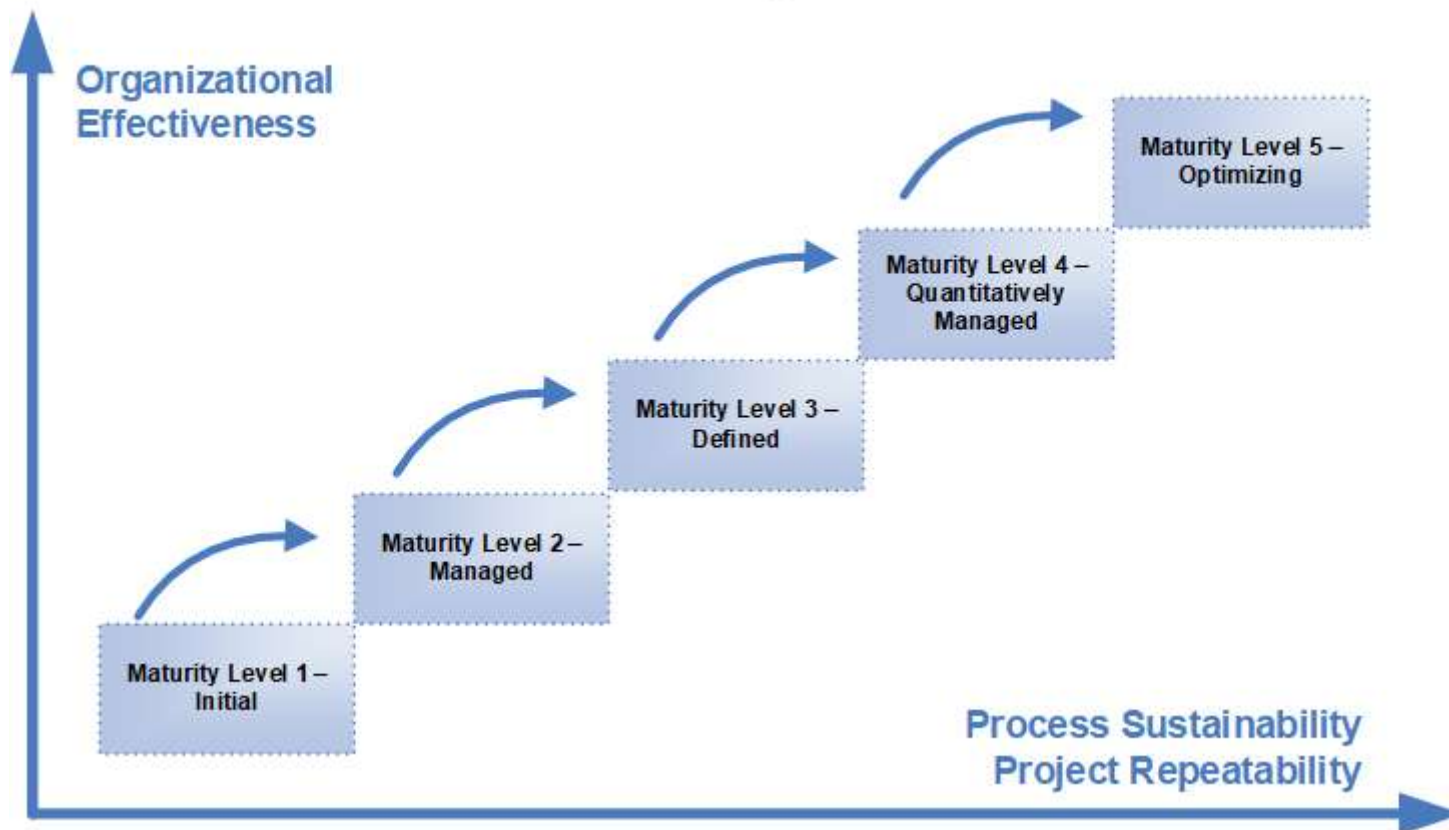 Organizational
Effectiveness
Maturity Level 5 –
Optimizing
Maturity Level 4 –
Quantitatively
Managed
Maturity Level 3 –
Defined
Maturity Level 2 –
Managed
Maturity Level 1 –
Initial
Process Sustainability
Project Repeatability